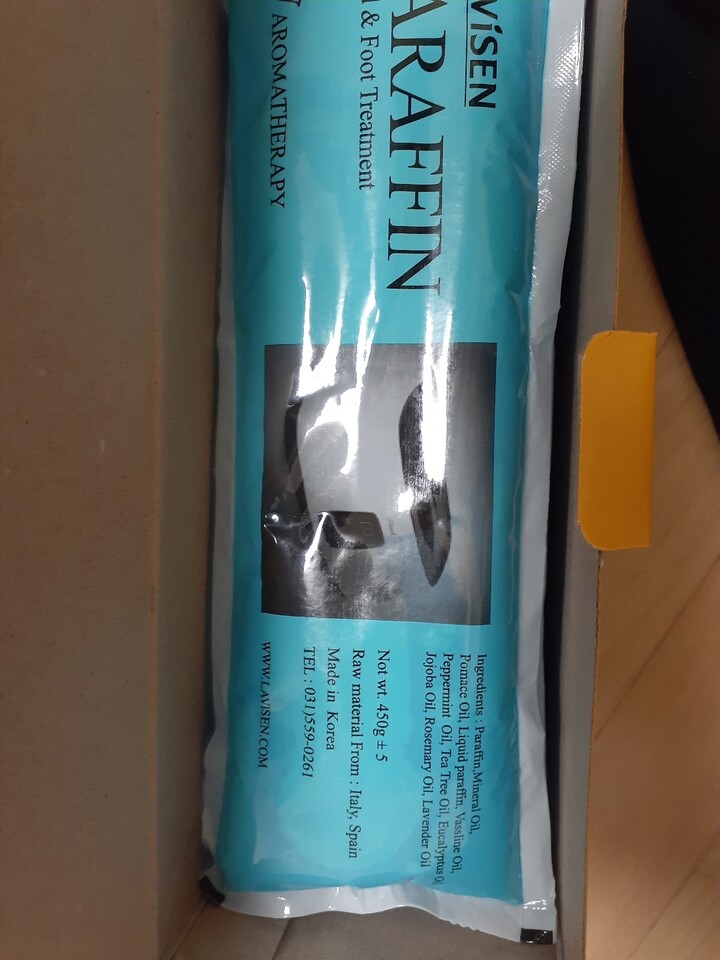 ViSEN
ARAFFIN
& Foot Treatment
AROMATHERAPY
Ingredients : Paraffin,Mineral Oil,
Pomace Oil, Liquid paraffin, Vassline Oil,
Peppermint Oil, Tea Tree Oil, Eucalyptus O
Jojoba Oil, Rosemary Oil, Lavender Oil
Not wt. 450g ± 5
Raw material From : Italy, Spain
Made in Korea
TEL : 031)559-0261
WWW.LAVISEN.COM